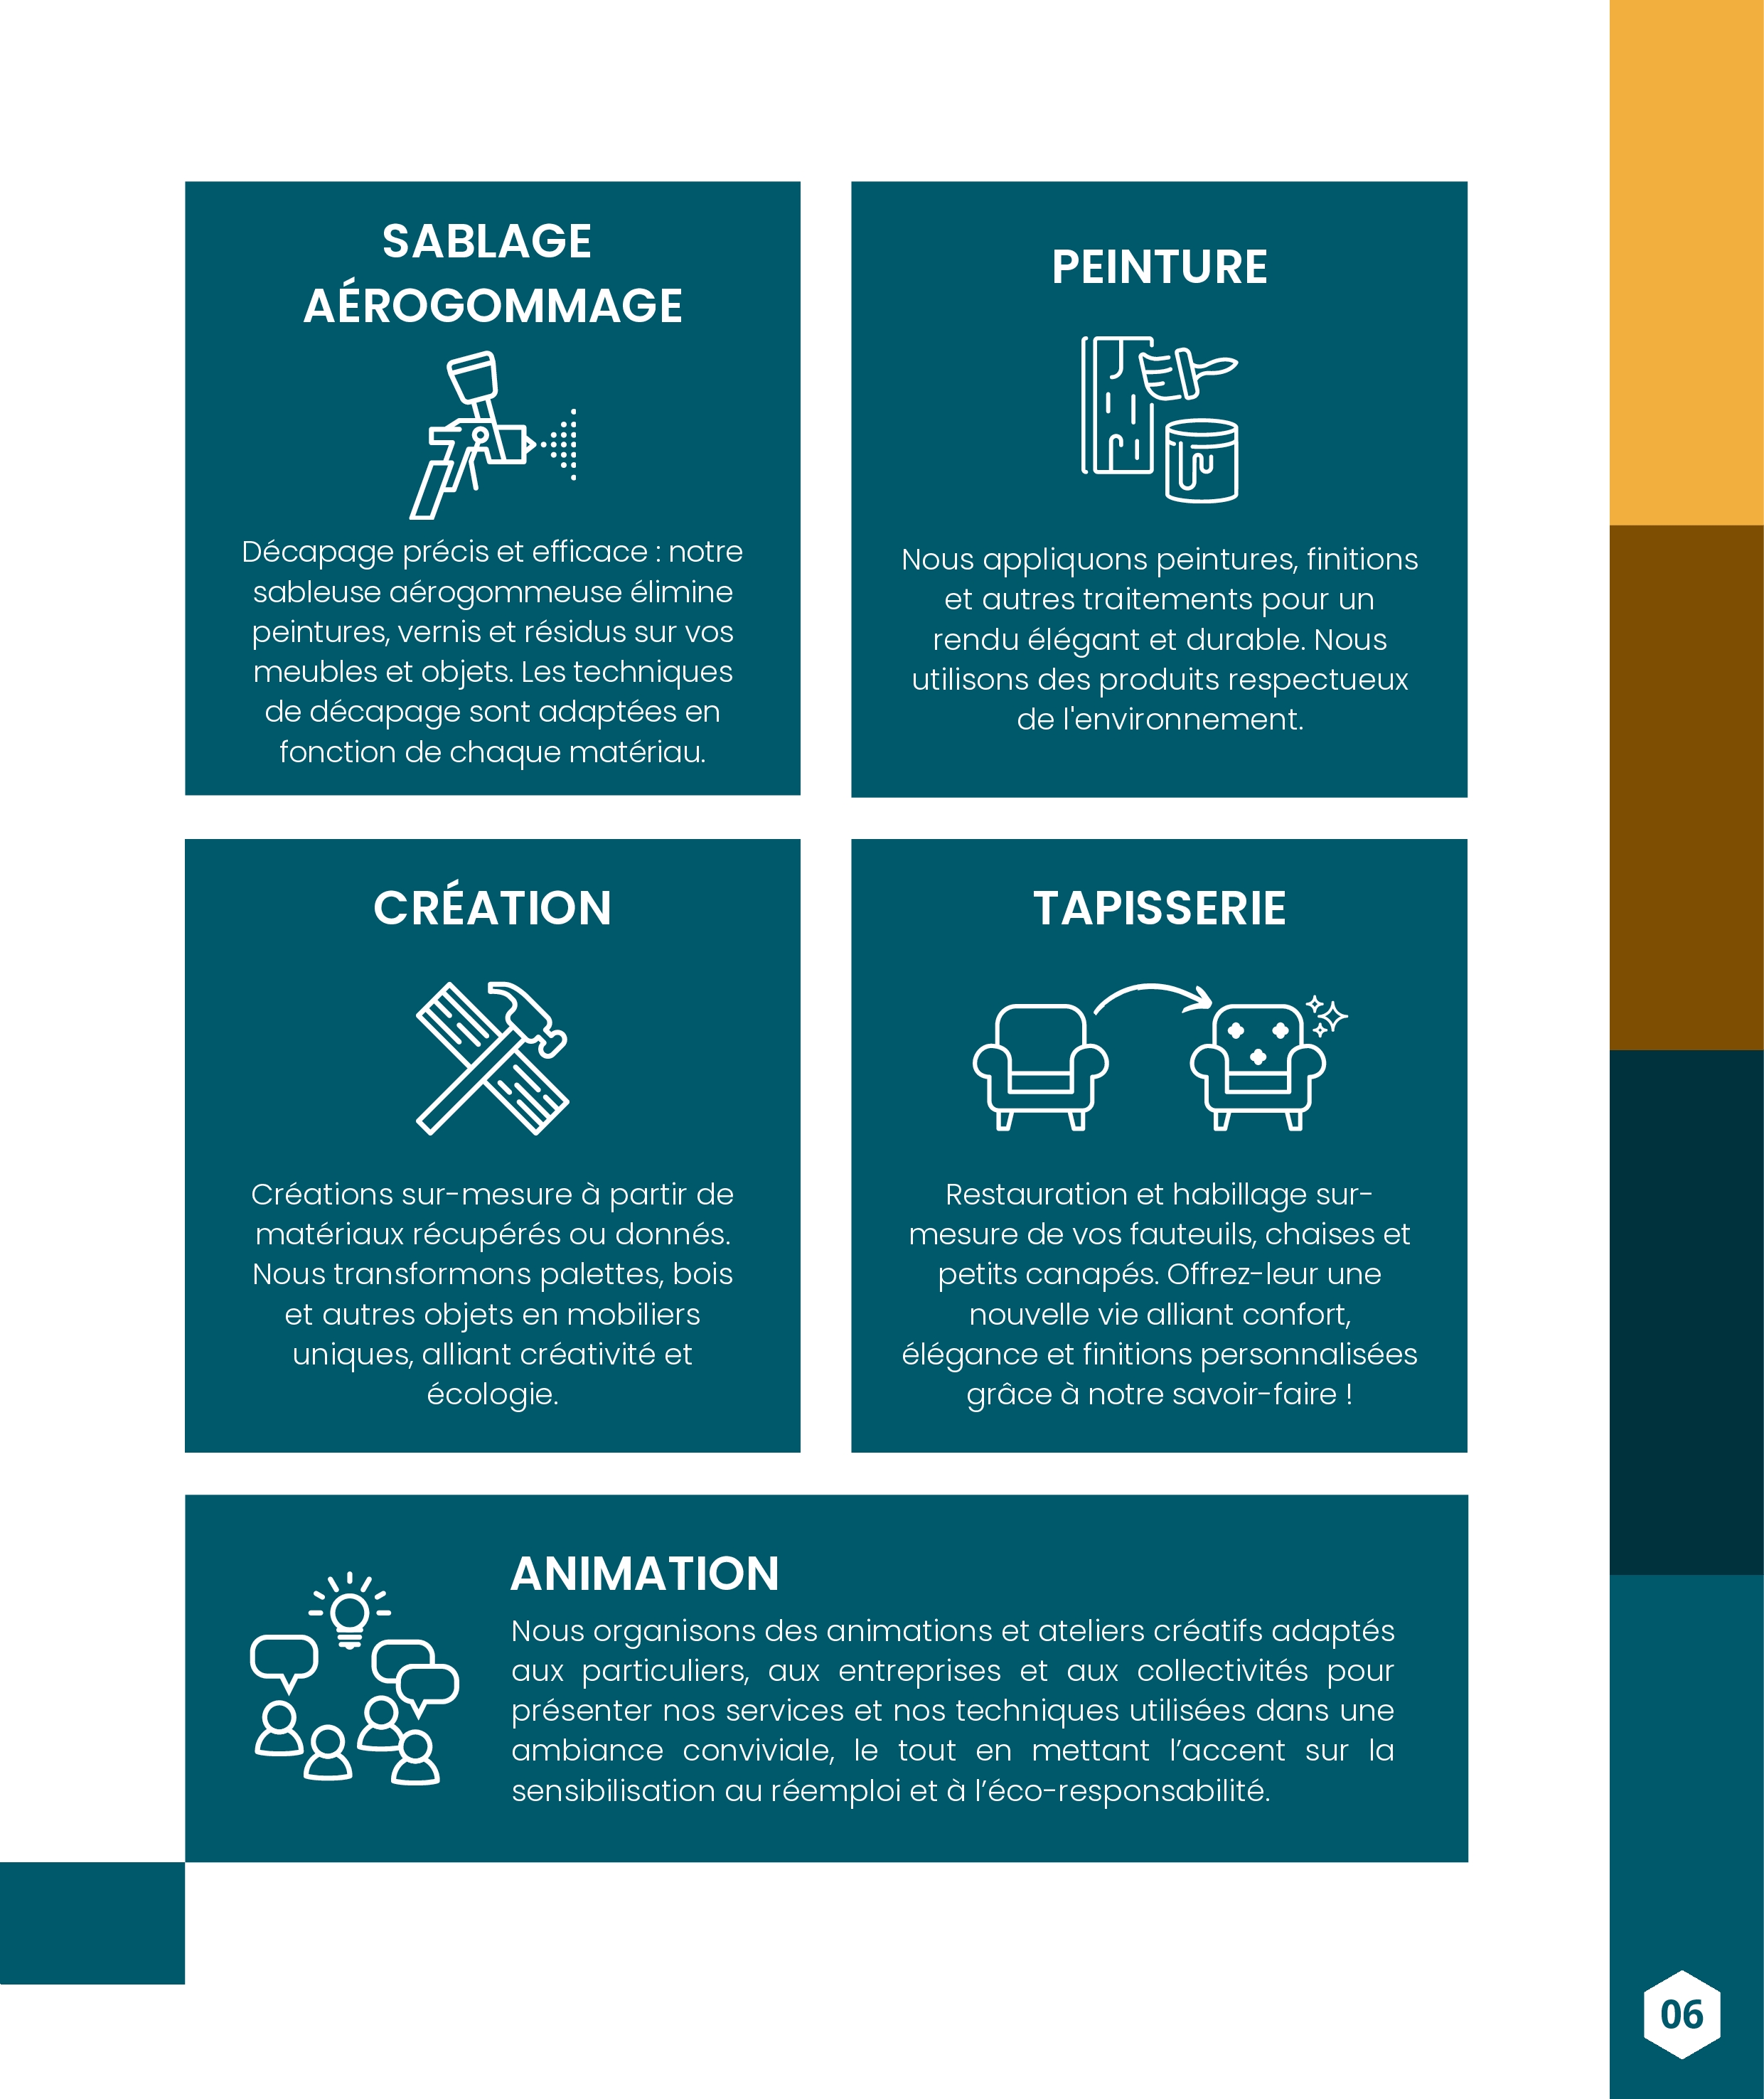 SABLAGE
AÉROGOMMAGE
Décapage précis et efficace : notre
sableuse aérogommeuse élimine
peintures, vernis et résidus sur vos
meubles et objets. Les techniques
de décapage sont adaptées en
fonction de chaque matériau.
PEINTURE
Nous appliquons peintures, finitions
et autres traitements pour un
rendu élégant et durable. Nous
utilisons des produits respectueux
de l'environnement.
CRÉATION
Créations sur-mesure à partir de
matériaux récupérés ou donnés.
Nous transformons palettes, bois
et autres objets en mobiliers
uniques, alliant créativité et
écologie.
TAPISSERIE
Restauration et habillage sur-
mesure de vos fauteuils, chaises et
petits canapés. Offrez-leur une
nouvelle vie alliant confort,
élégance et finitions personnalisées
grâce à notre savoir-faire !
ANIMATION
Nous organisons des animations et ateliers créatifs adaptés
aux particuliers, aux entreprises et aux collectivités pour
présenter nos services et nos techniques utilisées dans une
ambiance conviviale, le tout en mettant l’accent sur la
sensibilisation au réemploi et à l’éco-responsabilité.
06